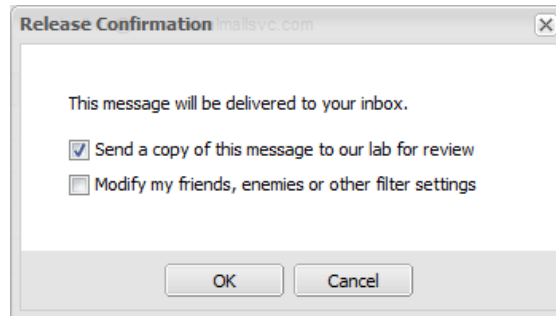 Release Confirmation
This message will be delivered to your inbox.
Send a copy of this message to our lab for review
Modify my friends, enemies or other filter settings
OK
Cancel